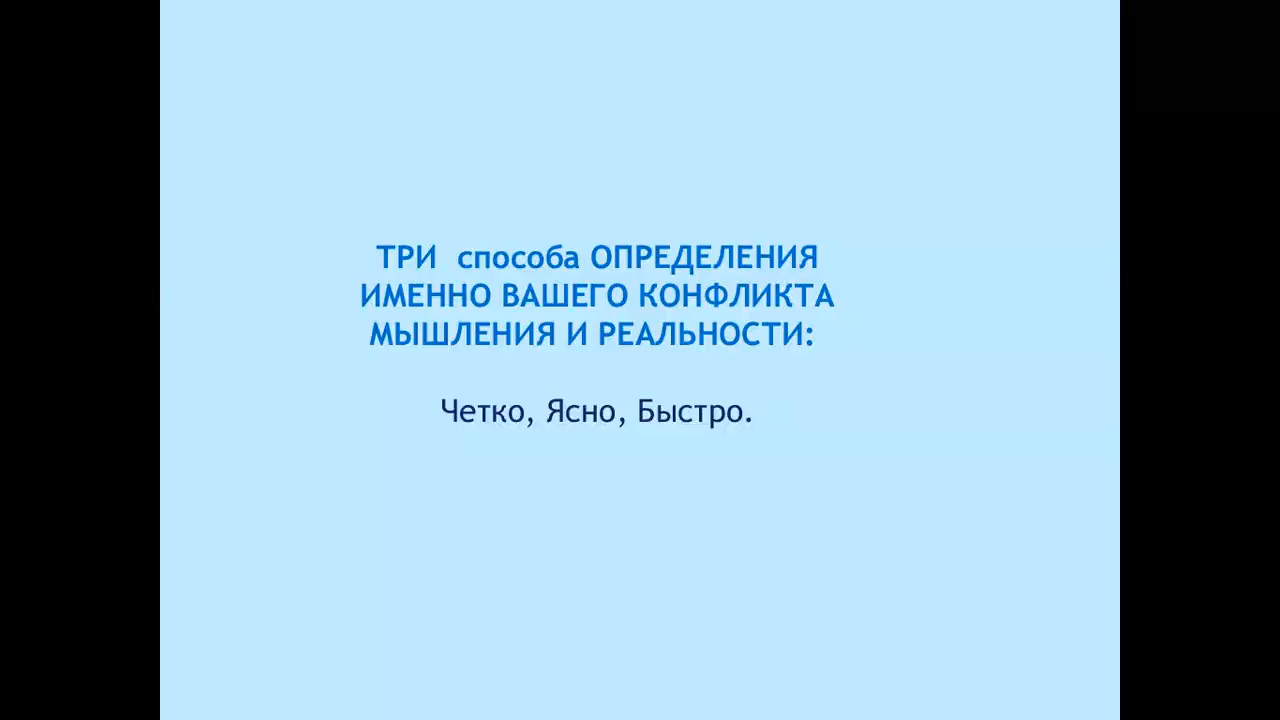 ТРИ  способа ОПРЕДЕЛЕНИЯ
ИМЕННО ВАШЕГО КОНФЛИКТА
МЫШЛЕНИЯ И РЕАЛЬНОСТИ:
Четко, Ясно, Быстро.